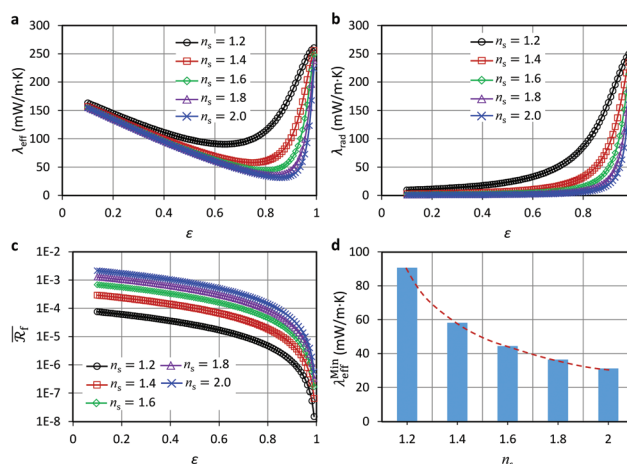 a
300
250
200
150
100
50
0
λeff (mW/m·K)
ns = 1.2
ns = 1.4
ns = 1.6
ns = 1.8
ns = 2.0
0 0.2 0.4 0.6 0.8 1
ε
b
300
250
200
150
100
50
0
λrad (mW/m·K)
ns = 1.2
ns = 1.4
ns = 1.6
ns = 1.8
ns = 2.0
0 0.2 0.4 0.6 0.8
ε
c
1E-2
1E-3
1E-4
1E-5
1E-6
1E-7
1E-8
ℛf
ns = 1.2 ns = 1.8
ns = 1.4 ns = 2.0
ns = 1.6
0 0.2 0.4 0.6 0.8 1
ε
d
100
80
60
40
20
0
λeff Min (mW/m·K)
1.2 1.4 1.6 1.8 2